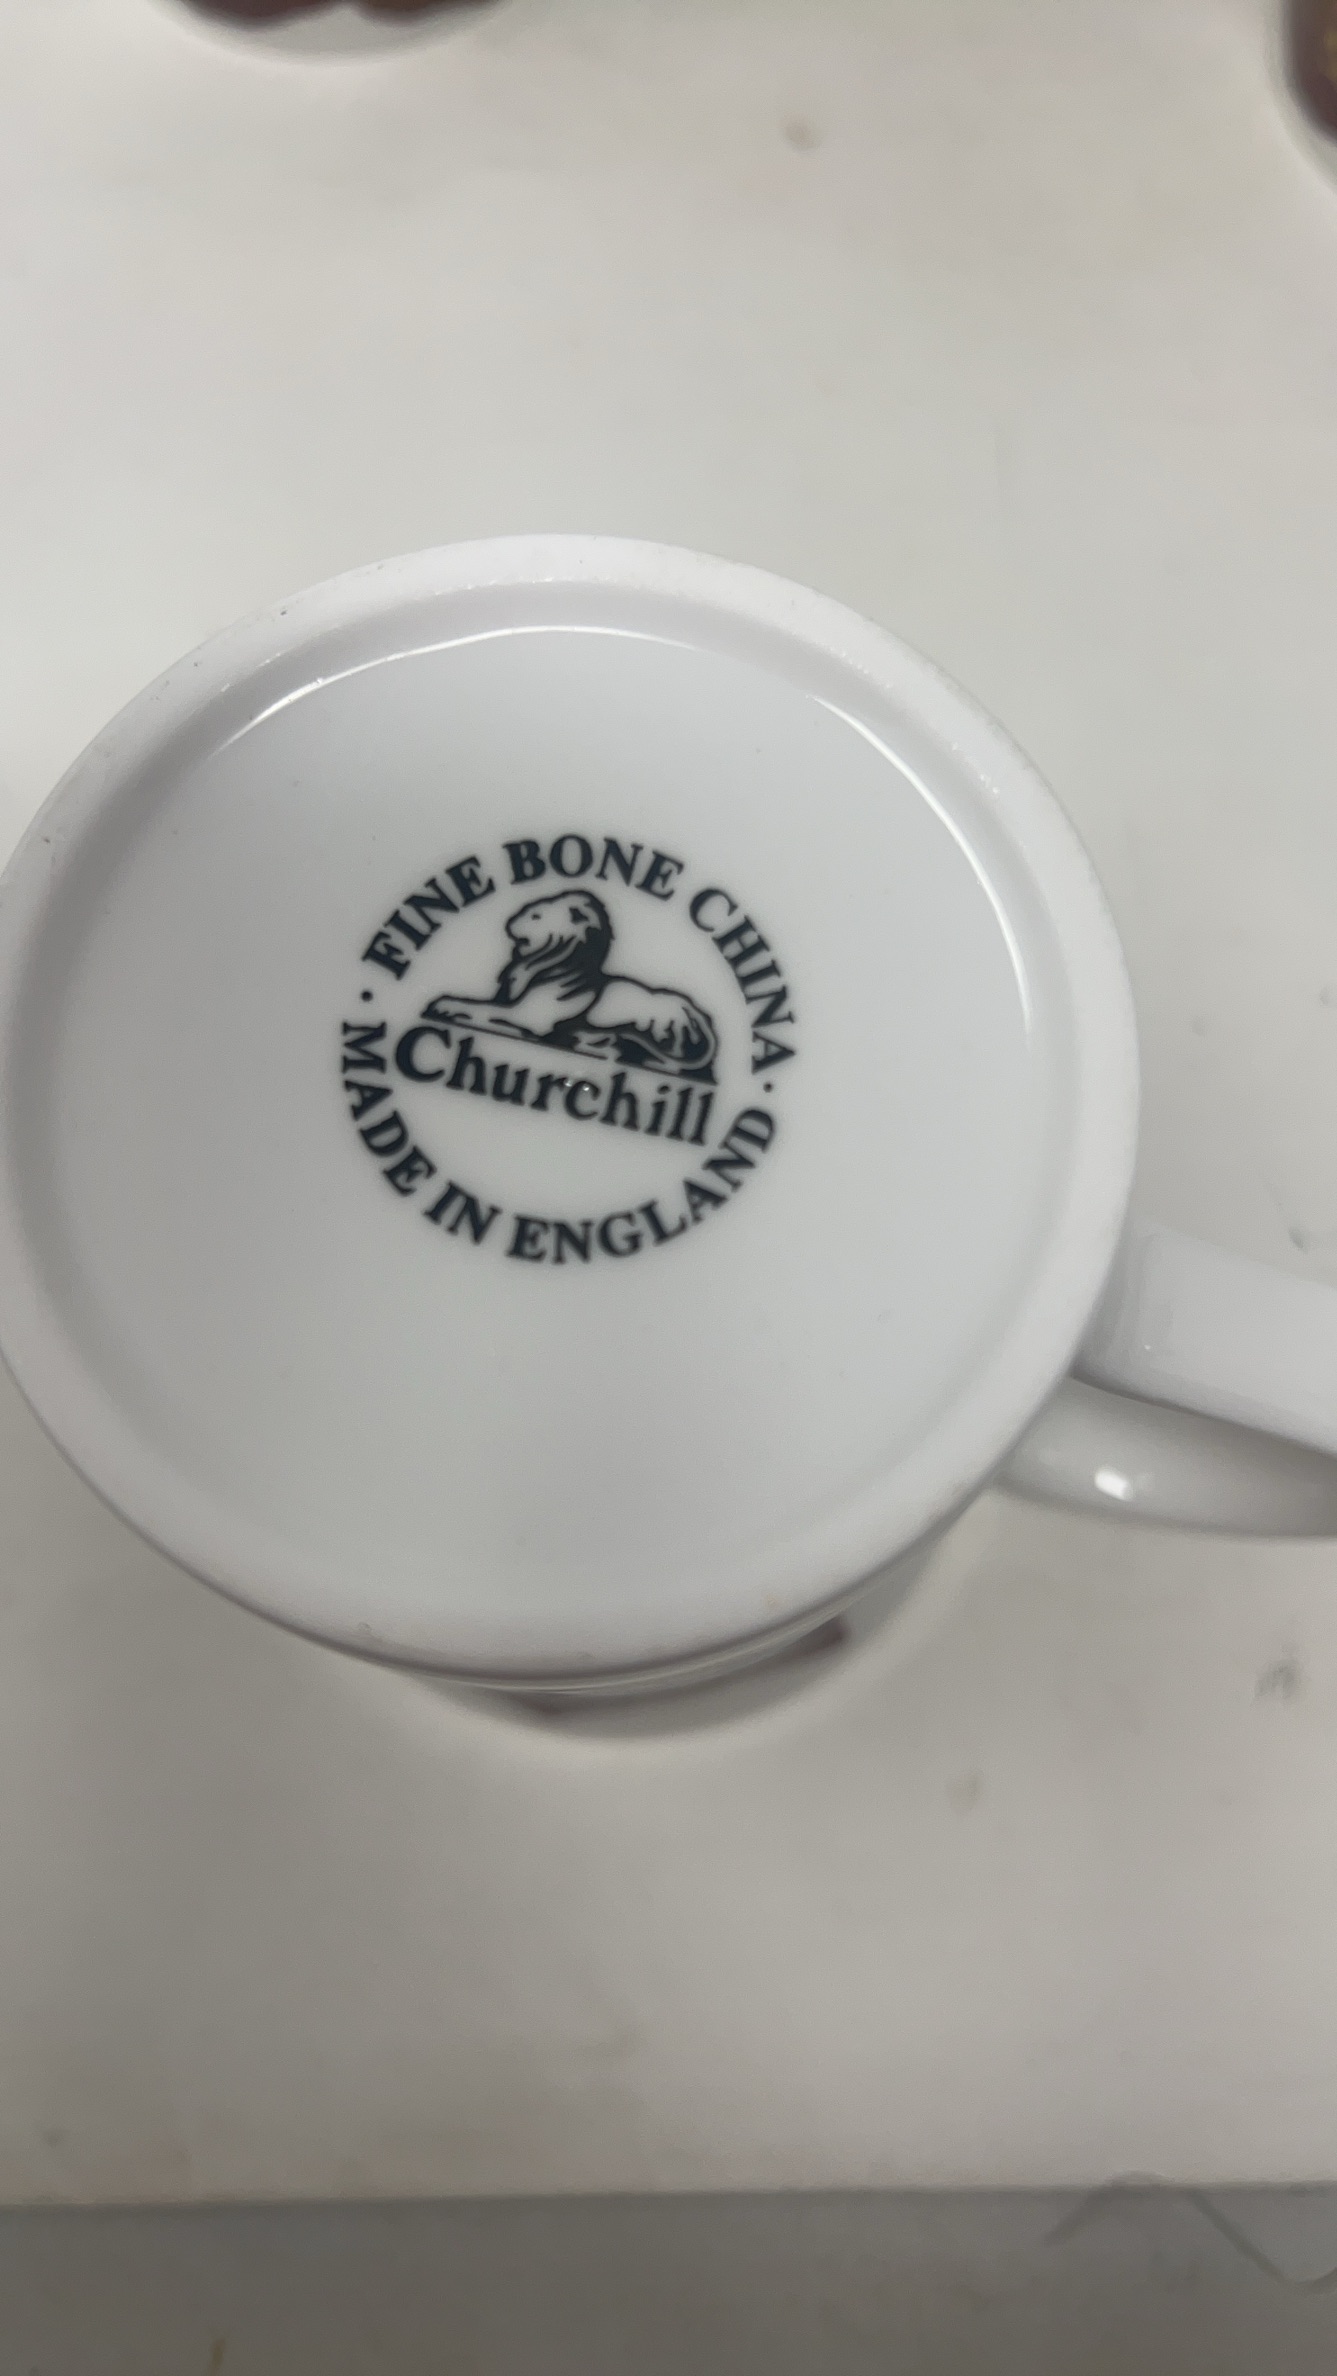 · FINE BONE CHINA ·
Churchill
MADE IN ENGLAND